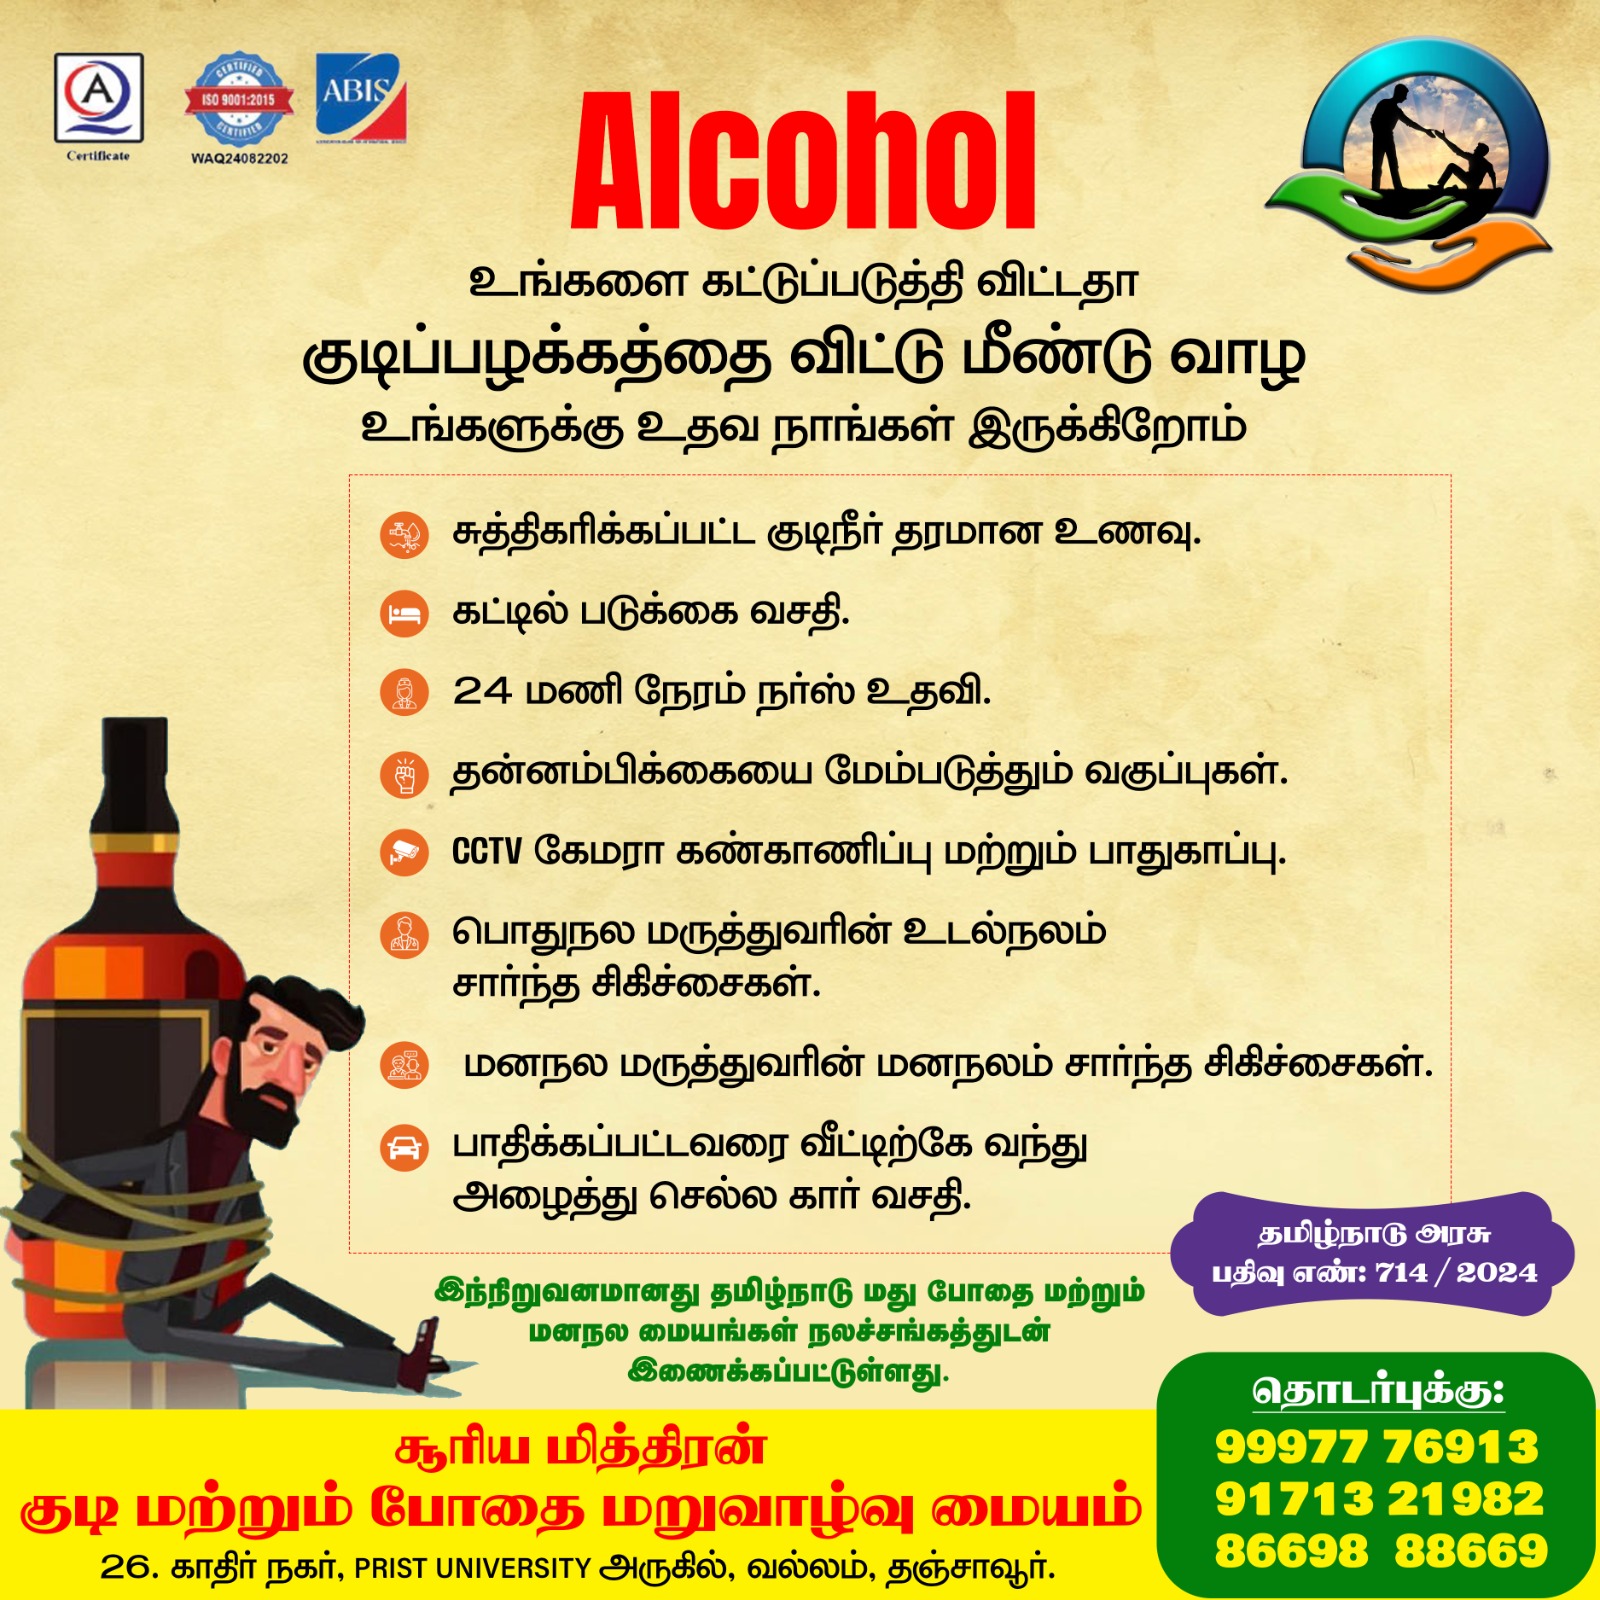 Certificate
CERTIFIED
ISO 9001:2015
CERTIFIED
WAQ24082202
ABIS
Alcohol
உங்களை கட்டுப்படுத்தி விட்டதா
குடிப்பழக்கத்தை விட்டு மீண்டு வாழ
உங்களுக்கு உதவ நாங்கள் இருக்கிறோம்
சுத்திகரிக்கப்பட்ட குடிநீர் தரமான உணவு.
கட்டில் படுக்கை வசதி.
24 மணி நேரம் நர்ஸ் உதவி.
தன்னம்பிக்கையை மேம்படுத்தும் வகுப்புகள்.
CCTV கேமரா கண்காணிப்பு மற்றும் பாதுகாப்பு.
பொதுநல மருத்துவரின் உடல்நலம்
சார்ந்த சிகிச்சைகள்.
மனநல மருத்துவரின் மனநலம் சார்ந்த சிகிச்சைகள்.
பாதிக்கப்பட்டவரை வீட்டிற்கே வந்து
அழைத்து செல்ல கார் வசதி.
தமிழ்நாடு அரசு
பதிவு எண்: 714 / 2024
இந்நிறுவனமானது தமிழ்நாடு மது போதை மற்றும்
மனநல மையங்கள் நலச்சங்கத்துடன்
இணைக்கப்பட்டுள்ளது.
தொடர்புக்கு:
99977 76913
91713 21982
86698 88669
சூரிய மித்திரன்
குடி மற்றும் போதை மறுவாழ்வு மையம்
26. காதிர் நகர், PRIST UNIVERSITY அருகில், வல்லம், தஞ்சாவூர்.